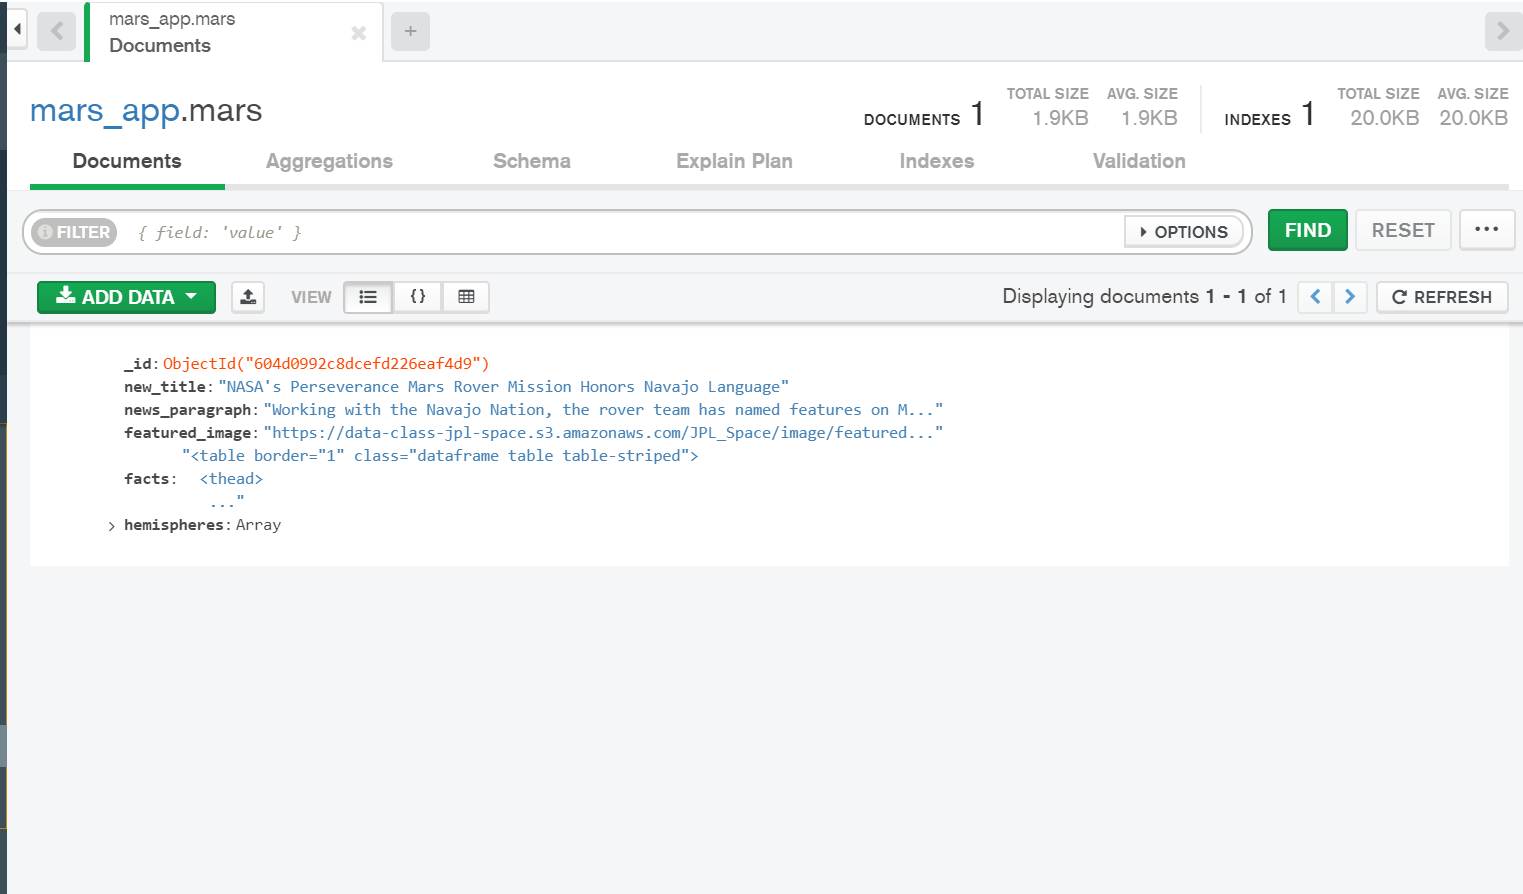 mars_app.mars
Documents
mars_app.mars
DOCUMENTS 1 TOTAL SIZE 1.9KB AVG. SIZE 1.9KB INDEXES 1 TOTAL SIZE 20.0KB AVG. SIZE 20.0KB
Documents Aggregations Schema Explain Plan Indexes Validation
FILTER { field: 'value' } OPTIONS FIND RESET ...
ADD DATA VIEW {} Displaying documents 1 - 1 of 1 REFRESH
_id: ObjectId("604d0992c8dcefd226eaf4d9")
new_title: "NASA's Perseverance Mars Rover Mission Honors Navajo Language"
news_paragraph: "Working with the Navajo Nation, the rover team has named features on M..."
featured_image: "https://data-class-jpl-space.s3.amazonaws.com/JPL_Space/image/featured..."
"<table border="1" class="dataframe table table-striped">
facts: <thead>
..."
hemispheres: Array